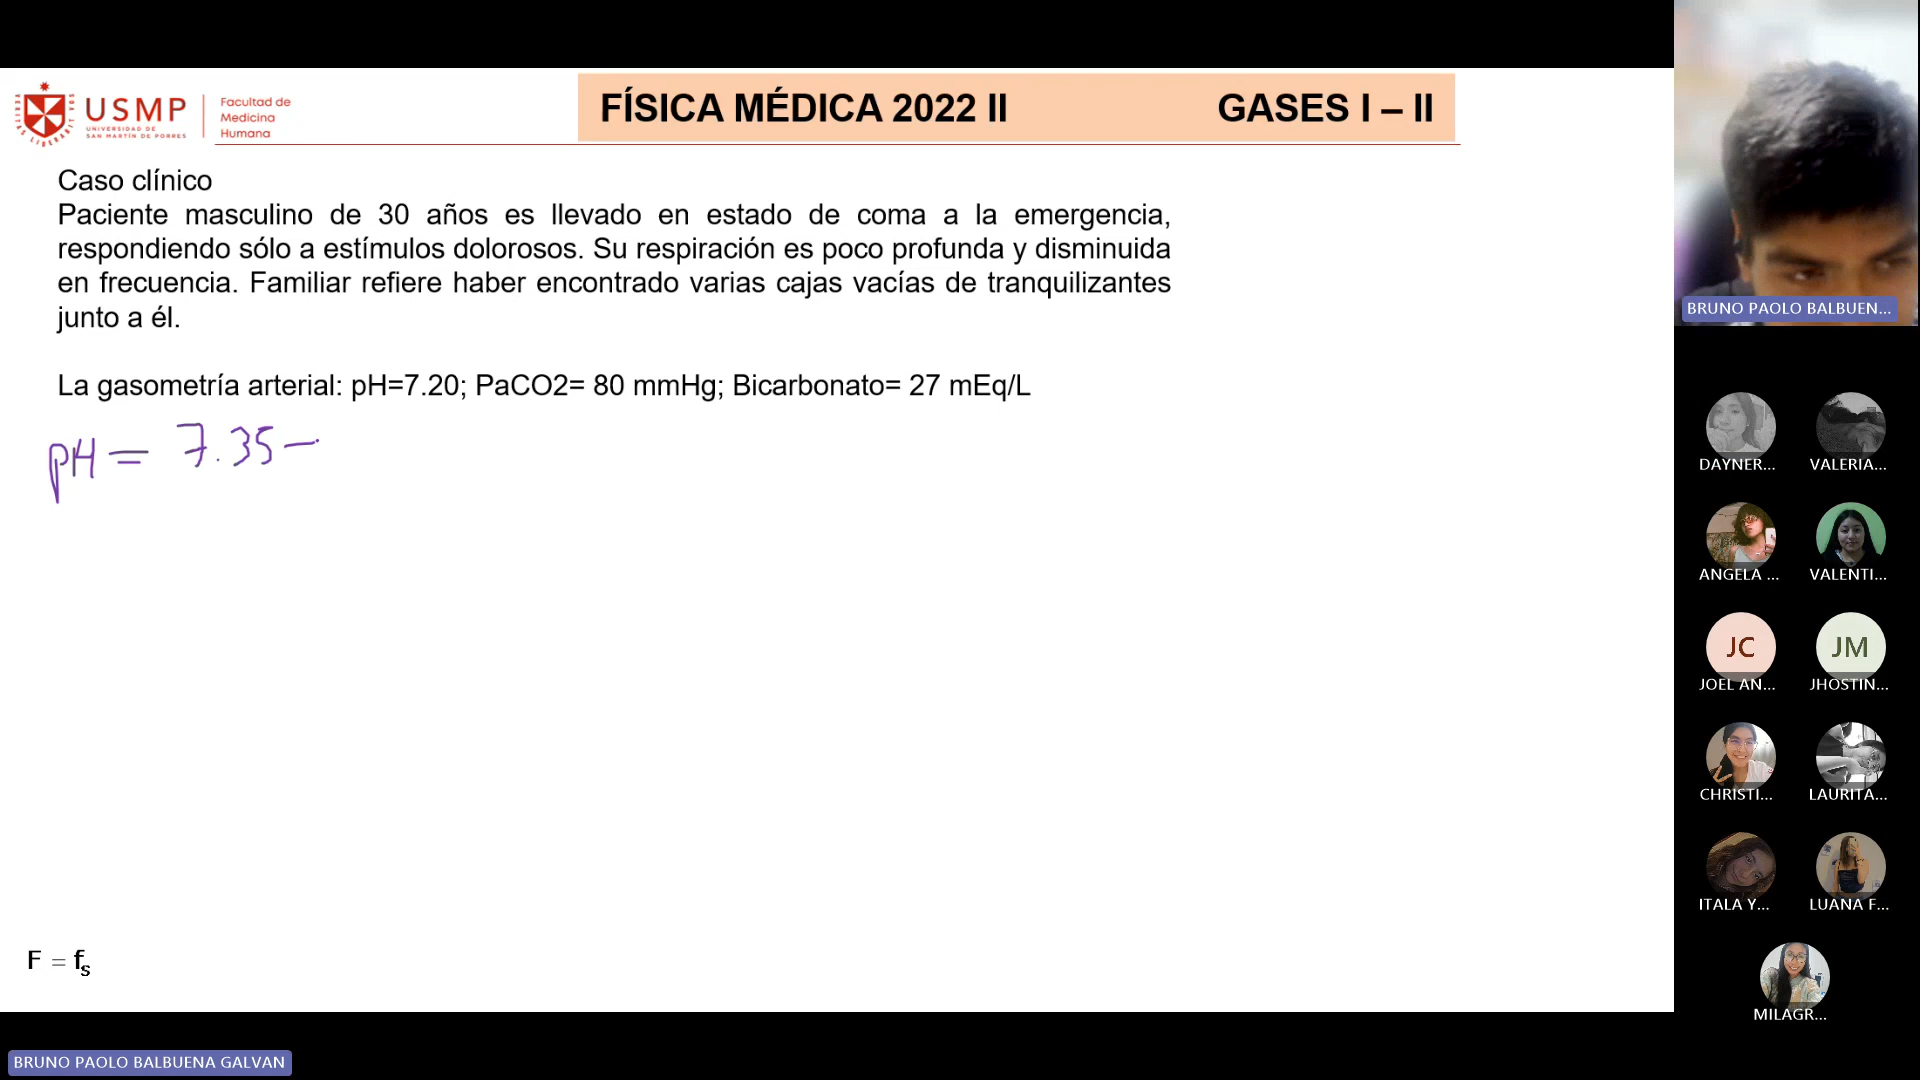 USMP
UNIVERSIDAD DE
SAN MARTÍN DE PORRES
VERITAS LIBERABIT VOS
Facultad de
Medicina
Humana
FÍSICA MÉDICA 2022 II GASES I – II
Caso clínico
Paciente masculino de 30 años es llevado en estado de coma a la emergencia,
respondiendo sólo a estímulos dolorosos. Su respiración es poco profunda y disminuida
en frecuencia. Familiar refiere haber encontrado varias cajas vacías de tranquilizantes
junto a él.
La gasometría arterial: pH=7.20; PaCO2= 80 mmHg; Bicarbonato= 27 mEq/L
pH = 7.35 –
F = fs
BRUNO PAOLO BALBUENA GALVAN
BRUNO PAOLO BALBUEN...
DAYNER... VALERIA...
ANGELA ... VALENTI...
JC JM
JOEL AN... JHOSTIN...
CHRISTI... LAURITA...
ITALA Y... LUANA F...
MILAGR...